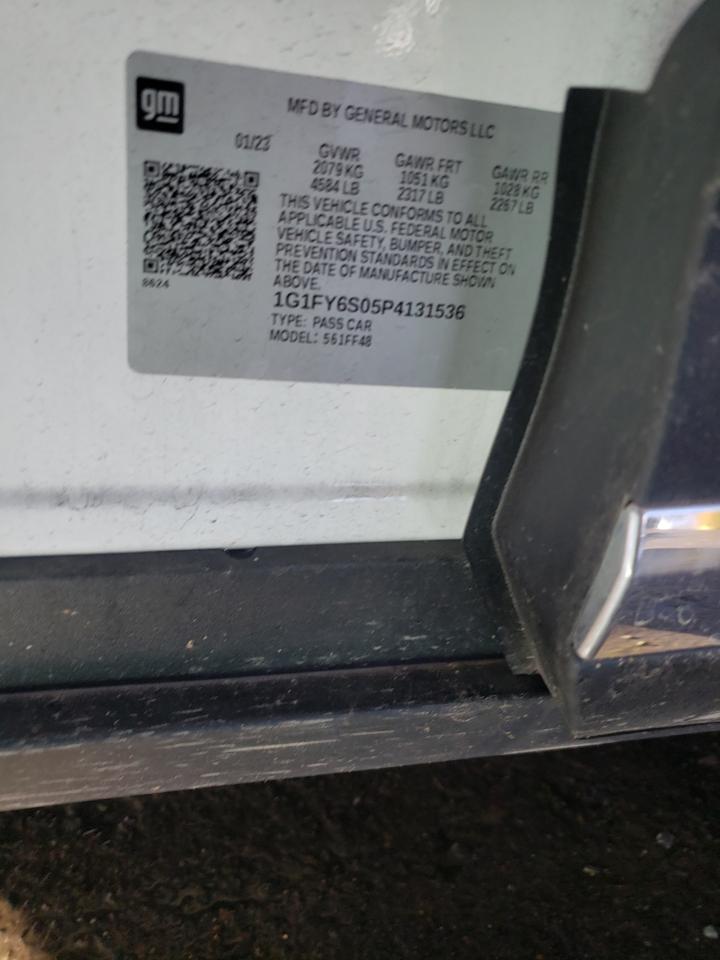 gm
MFD BY GENERAL MOTORS LLC
01/23
GVWR GAWR FRT GAWR RR
2079 KG 1051 KG 1028 KG
4584 LB 2317 LB 2267 LB
THIS VEHICLE CONFORMS TO ALL
APPLICABLE U.S. FEDERAL MOTOR
VEHICLE SAFETY, BUMPER, AND THEFT
PREVENTION STANDARDS IN EFFECT ON
THE DATE OF MANUFACTURE SHOWN
ABOVE.
8624
1G1FY6S05P4131536
TYPE: PASS CAR
MODEL: 561FF48